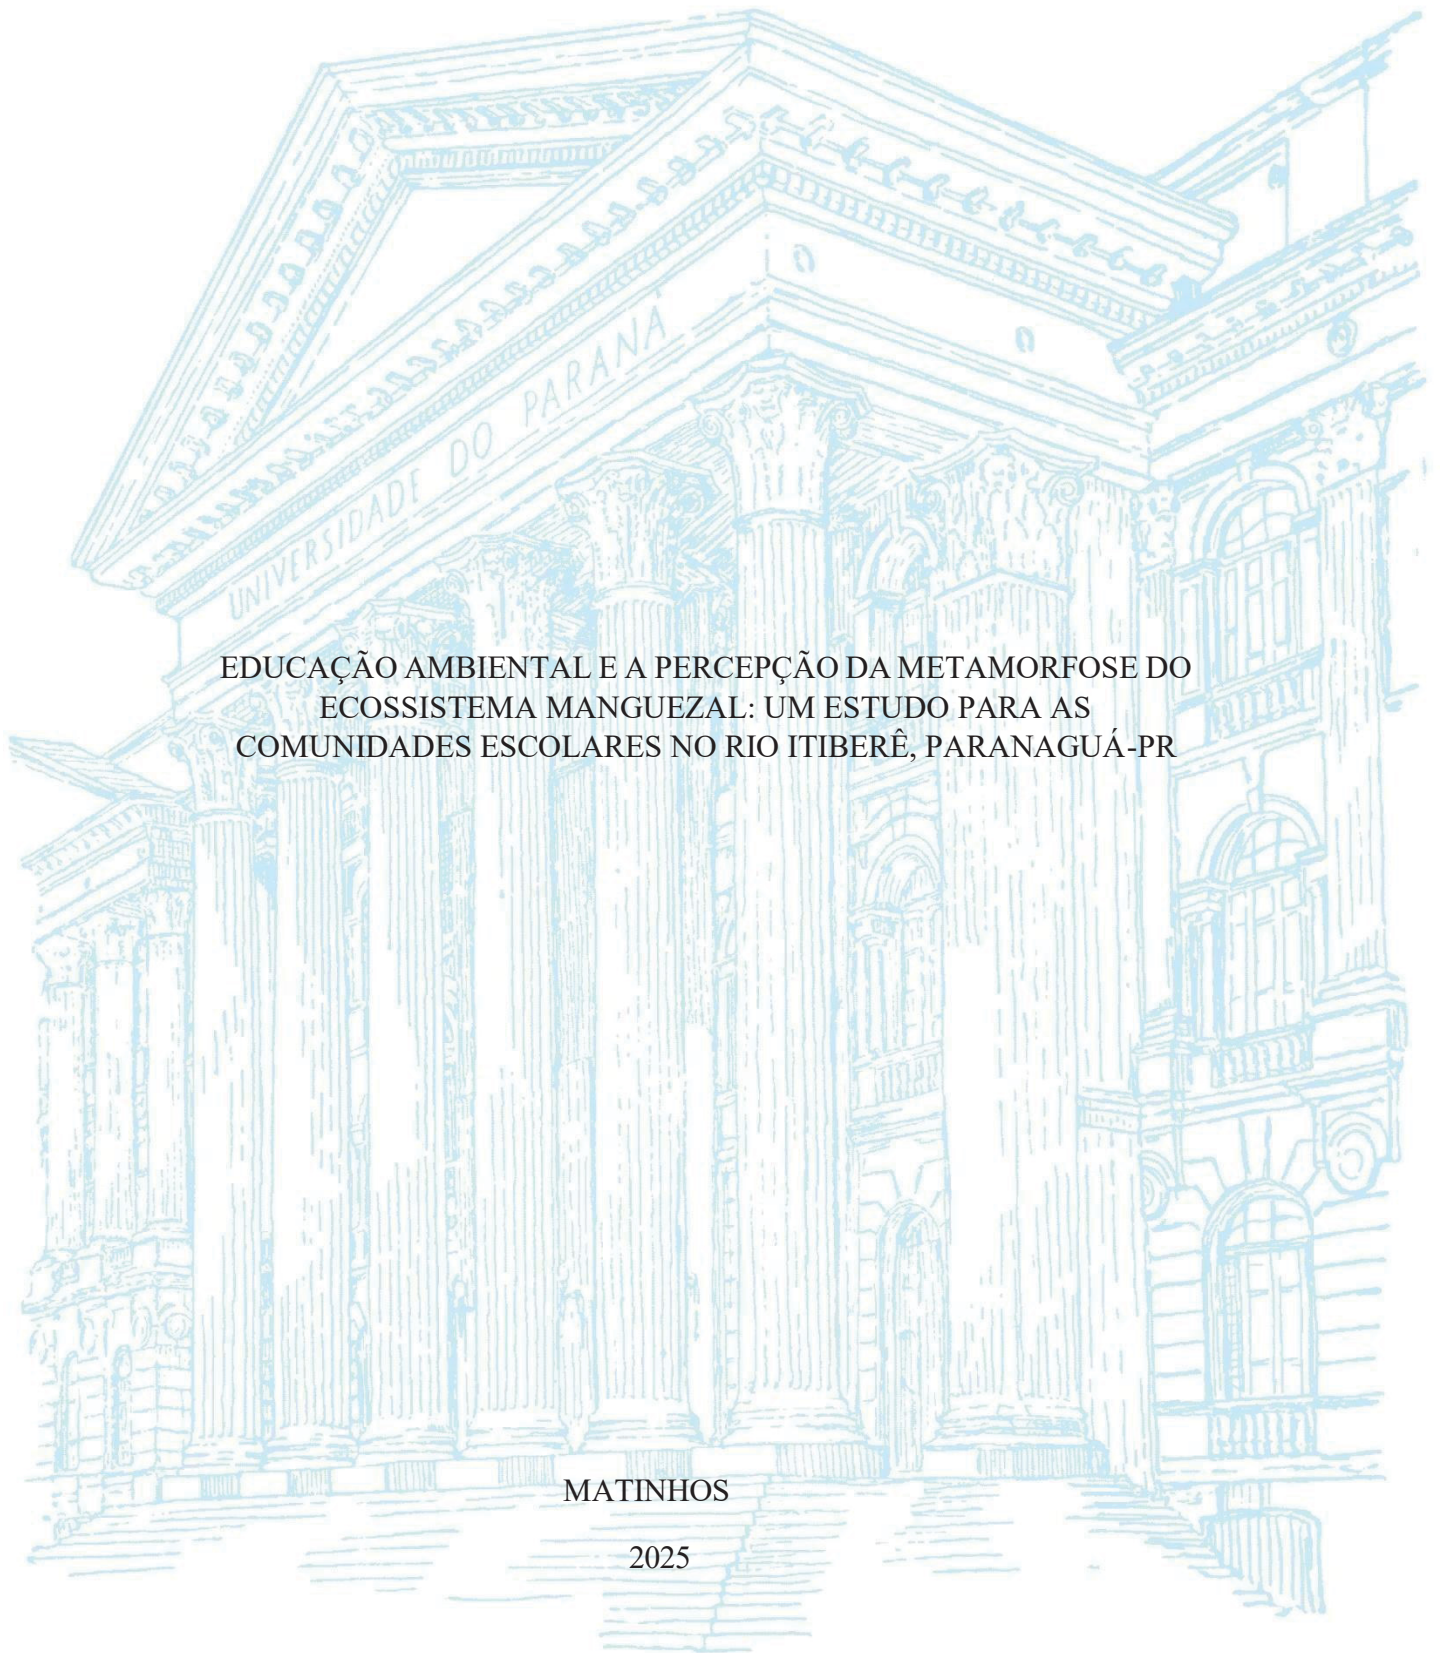 UNIVERSIDADE DO PARANÁ
EDUCAÇÃO AMBIENTAL E A PERCEPÇÃO DA METAMORFOSE DO
ECOSSISTEMA MANGUEZAL: UM ESTUDO PARA AS
COMUNIDADES ESCOLARES NO RIO ITIBERÊ, PARANAGUÁ-PR
MATINHOS
2025